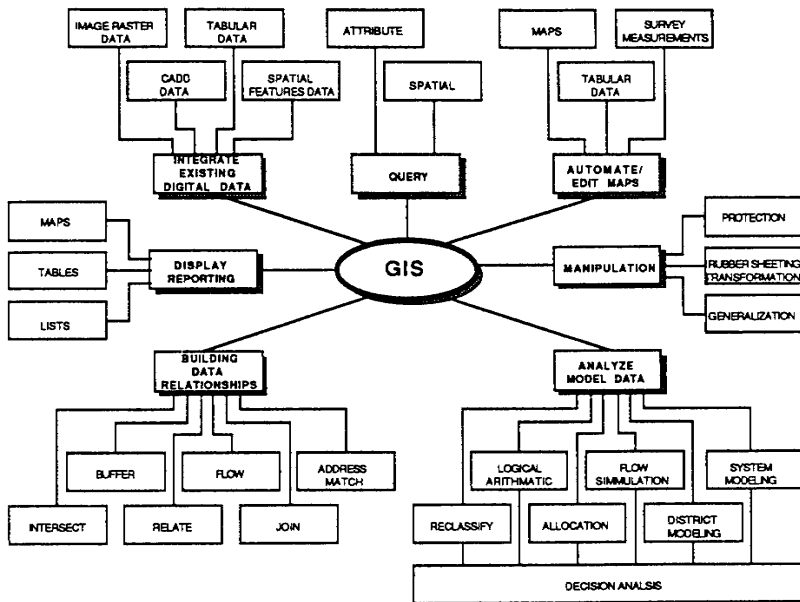 IMAGE RASTER
DATA
TABULAR
DATA
ATTRIBUTE
MAPS
SURVEY
MEASUREMENTS
CADD
DATA
SPATIAL
FEATURES DATA
SPATIAL
TABULAR
DATA
INTEGRATE
EXISTING
DIGITAL DATA
QUERY
AUTOMATE/
EDIT MAPS
MAPS
TABLES
LISTS
DISPLAY
REPORTING
GIS
MANIPULATION
PROTECTION
RUBBER SHEETING
TRANSFORMATION
GENERALIZATION
BUILDING
DATA
RELATIONSHIPS
ANALYZE
MODEL DATA
BUFFER
FLOW
ADDRESS
MATCH
INTERSECT
RELATE
JOIN
LOGICAL
ARITHMATIC
FLOW
SIMMULATION
SYSTEM
MODELING
RECLASSIFY
ALLOCATION
DISTRICT
MODELING
DECISION ANALSIS